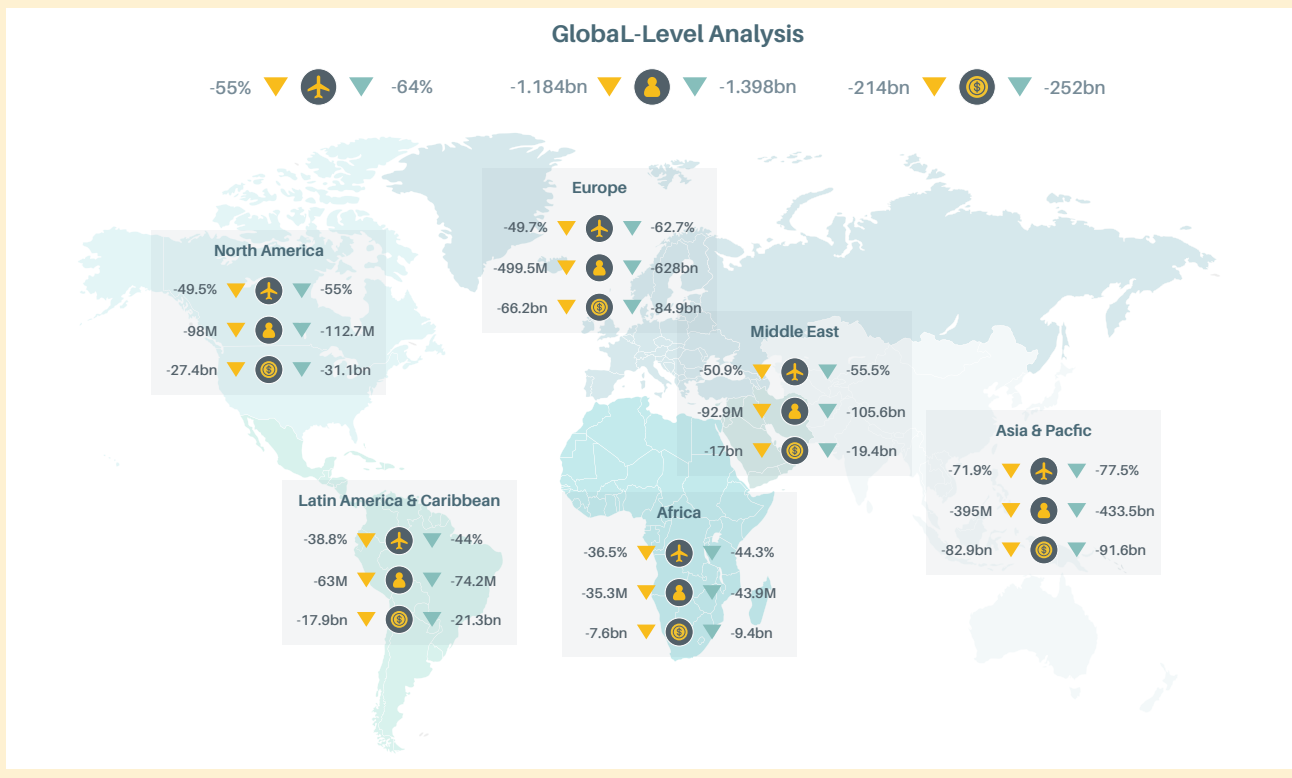 GlobaL-Level Analysis
-55% -64% -1.184bn -1.398bn -214bn -252bn
Europe
-49.7% -62.7%
-499.5M -628bn
-66.2bn -84.9bn
North America
-49.5% -55%
-98M -112.7M
-27.4bn -31.1bn
Middle East
-50.9% -55.5%
-92.9M -105.6bn
-17bn -19.4bn
Asia & Pacfic
-71.9% -77.5%
-395M -433.5bn
-82.9bn -91.6bn
Latin America & Caribbean
-38.8% -44%
-63M -74.2M
-17.9bn -21.3bn
Africa
-36.5% -44.3%
-35.3M -43.9M
-7.6bn -9.4bn